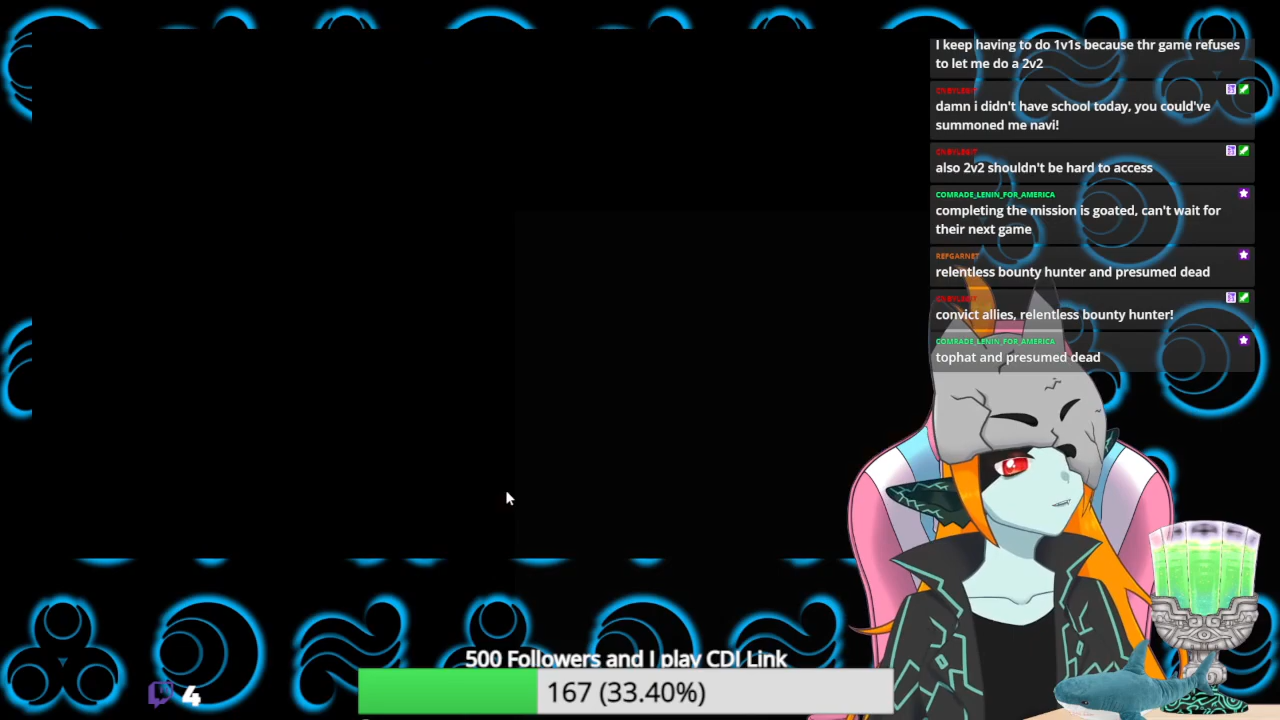 I keep having to do 1v1s because thr game refuses
to let me do a 2v2
damn i didn't have school today, you could've
summoned me navi!
also 2v2 shouldn't be hard to access
COMRADE_LENIN_FOR_AMERICA
completing the mission is goated, can't wait for
their next game
REFGARNET
relentless bounty hunter and presumed dead
convict allies, relentless bounty hunter!
COMRADE_LENIN_FOR_AMERICA
tophat and presumed dead
500 Followers and I play CDI Link
167 (33.40%)
4